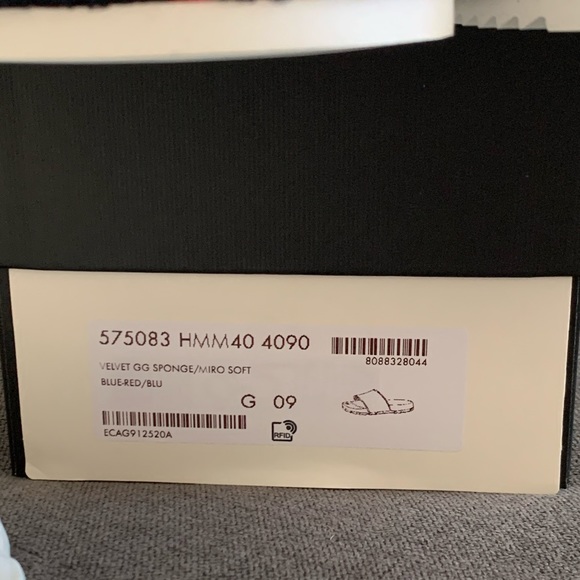 575083 HMM40 4090
8088328044
VELVET GG SPONGE/MIRO SOFT
BLUE-RED/BLU
G 09
ECAG912520A
RFID